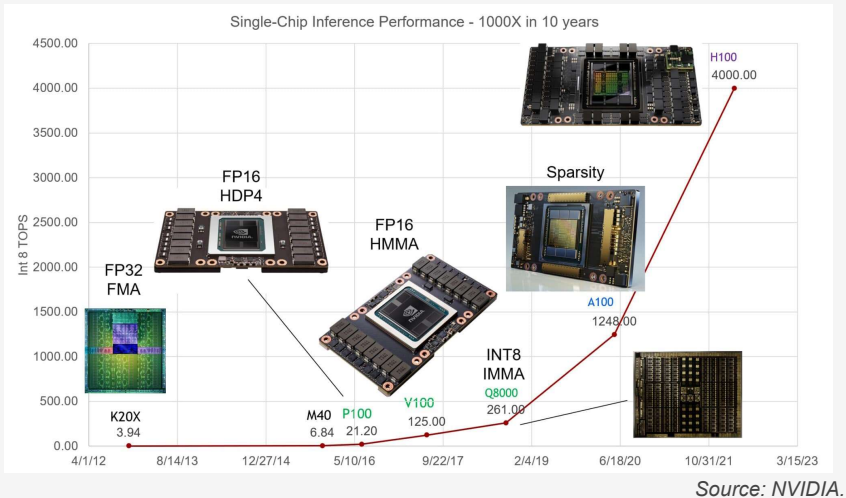 Single-Chip Inference Performance - 1000X in 10 years
Int 8 TOPS
4500.00
4000.00
3500.00
3000.00
2500.00
2000.00
1500.00
1000.00
500.00
0.00
4/1/12
8/14/13
12/27/14
5/10/16
9/22/17
2/4/19
6/18/20
10/31/21
3/15/23
FP32
FMA
K20X
3.94
M40
6.84
FP16
HDP4
P100
21.20
FP16
HMMA
V100
125.00
INT8
IMMA
Q8000
261.00
Sparsity
A100
1248.00
H100
4000.00
NVIDIA
NVIDIA
Source: NVIDIA.